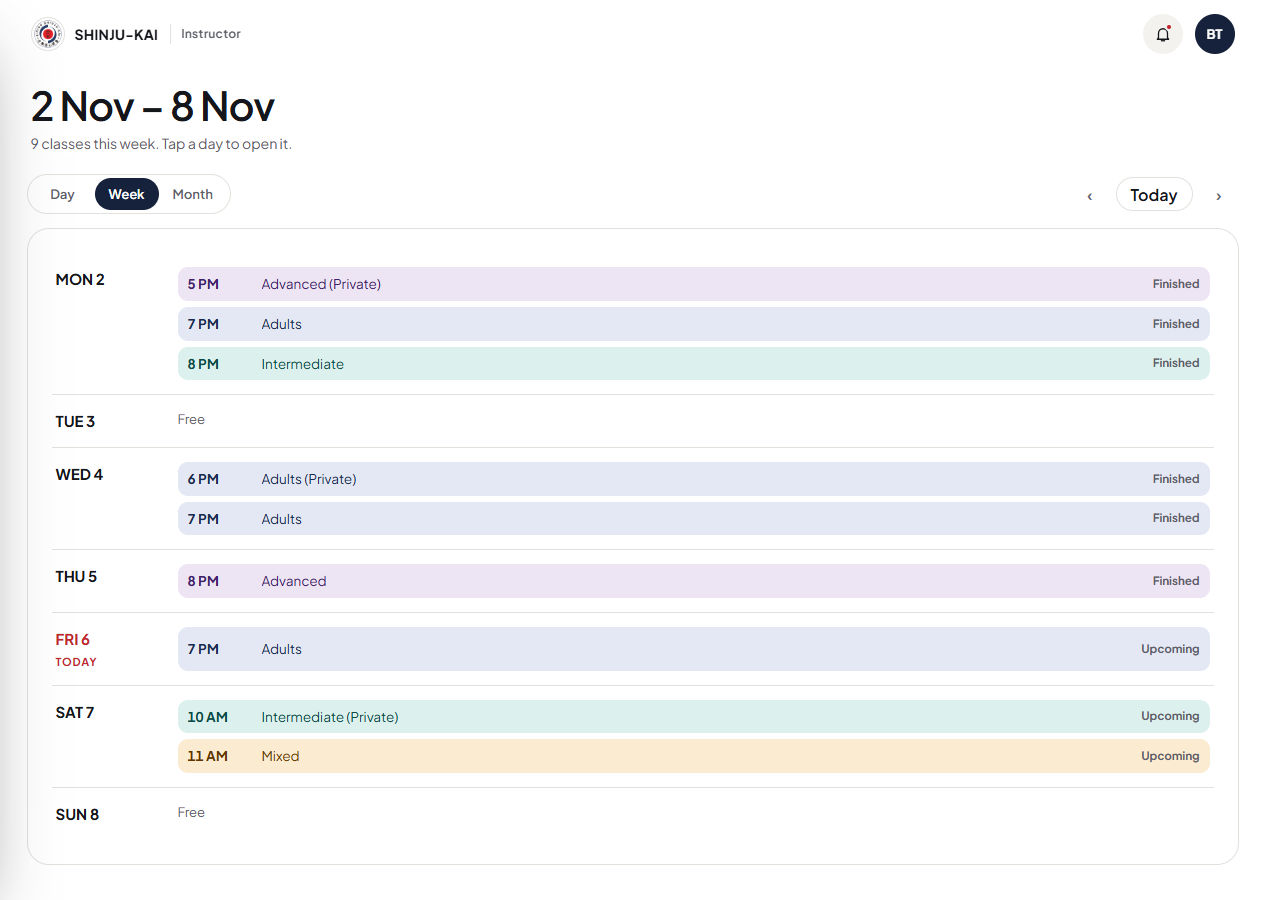 SHINJU-KAI Instructor BT
2 Nov – 8 Nov
9 classes this week. Tap a day to open it.
Day Week Month ‹ Today ›
MON 2 5 PM Advanced (Private) Finished
7 PM Adults Finished
8 PM Intermediate Finished
TUE 3 Free
WED 4 6 PM Adults (Private) Finished
7 PM Adults Finished
THU 5 8 PM Advanced Finished
FRI 6 7 PM Adults Upcoming
TODAY
SAT 7 10 AM Intermediate (Private) Upcoming
11 AM Mixed Upcoming
SUN 8 Free